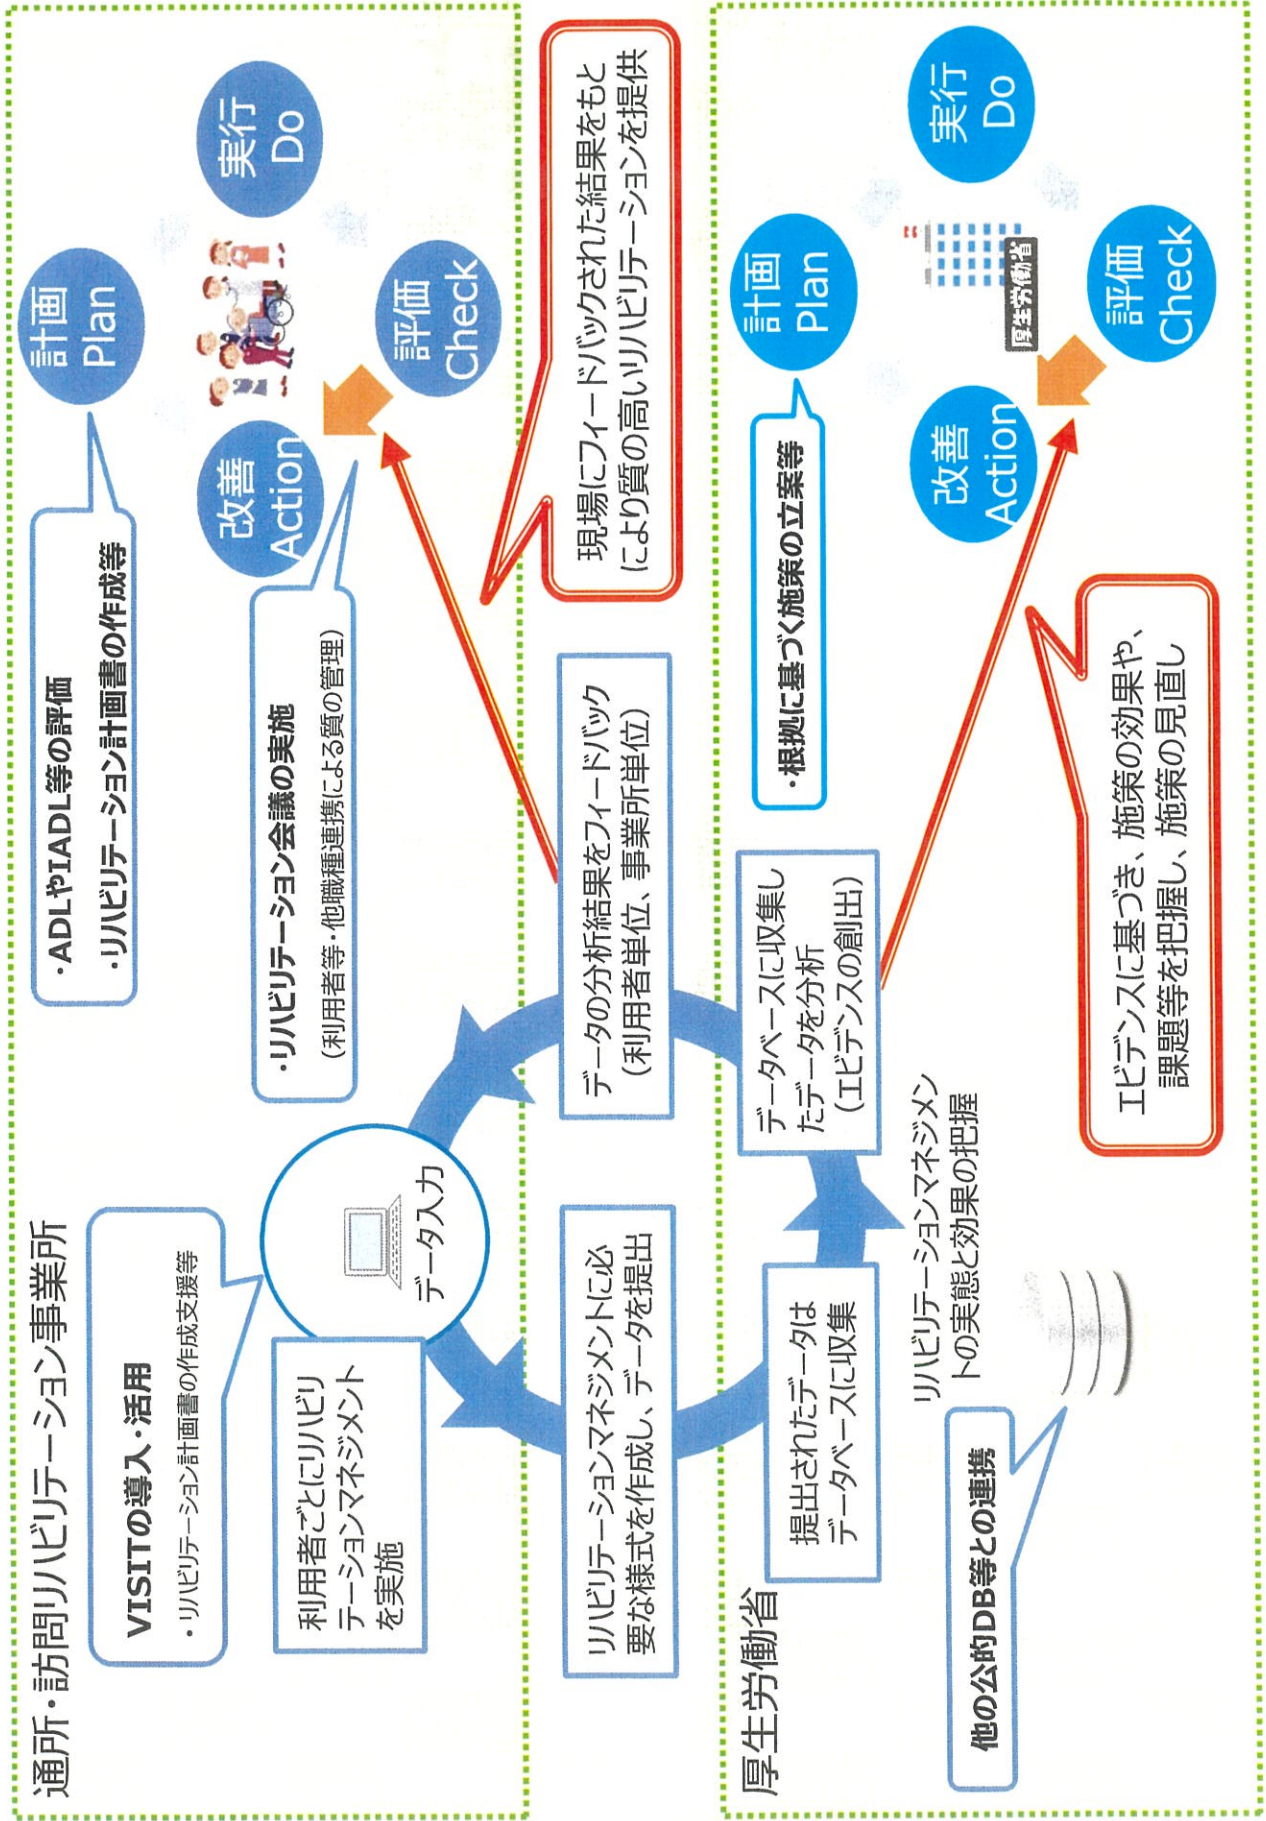 通所・訪問リハビリテーション事業所
VISITの導入・活用
・リハビリテーション計画書の作成支援等
利用者ごとにリハビリ
テーションマネジメント
を実施
データ入力
・ADLやIADL等の評価
・リハビリテーション計画書の作成等
・リハビリテーション会議の実施
(利用者等・他職種連携による質の管理)
計画
Plan
実行
Do
評価
Check
改善
Action
リハビリテーションマネジメントに必
要な様式を作成し、データを提出
データの分析結果をフィードバック
(利用者単位、事業所単位)
現場にフィードバックされた結果をもと
により質の高いリハビリテーションを提供
厚生労働省
提出されたデータは
データベースに収集
データベースに収集し
たデータを分析
(エビデンスの創出)
他の公的DB等との連携
リハビリテーションマネジメン
トの実態と効果の把握
・根拠に基づく施策の立案等
エビデンスに基づき、施策の効果や、
課題等を把握し、施策の見直し
計画
Plan
実行
Do
評価
Check
改善
Action
厚生労働省